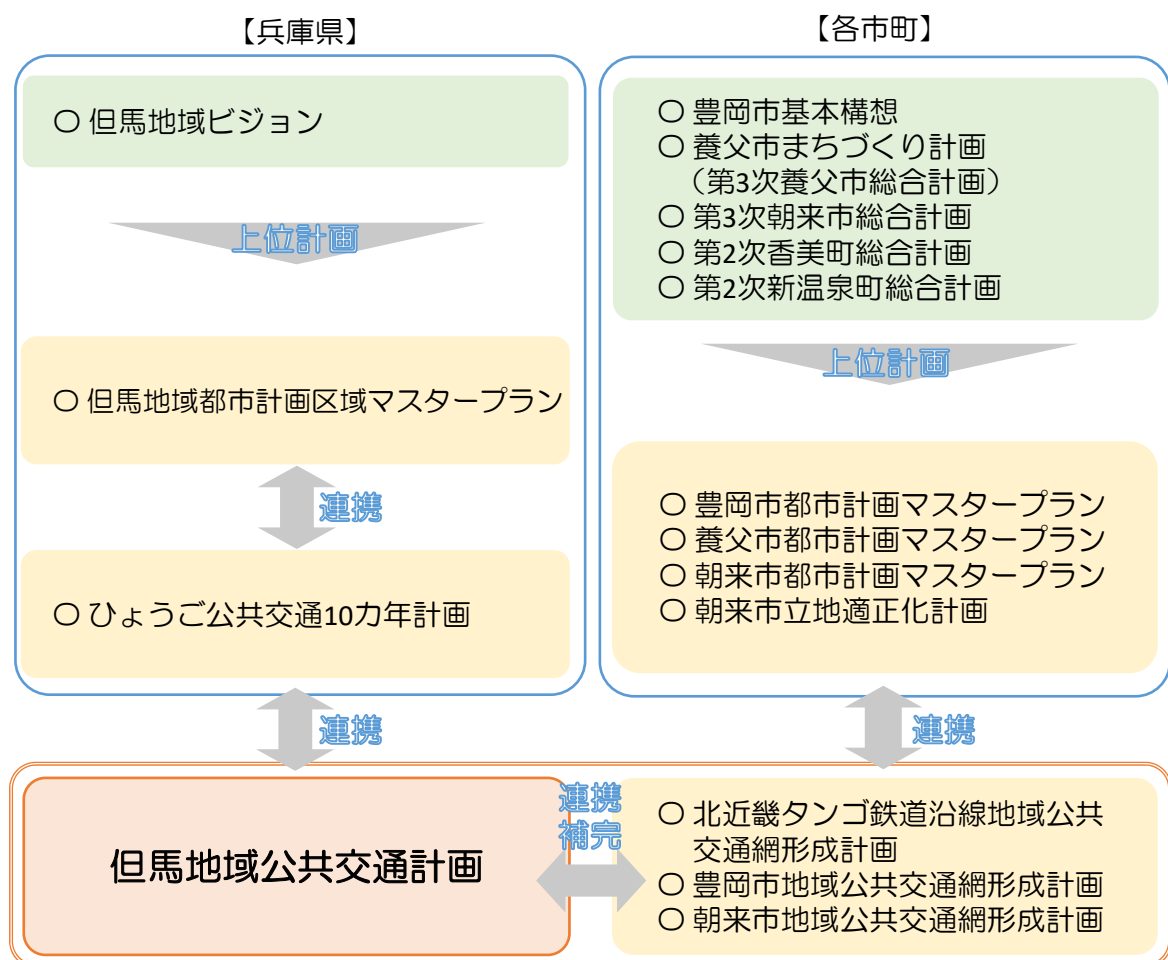 【兵庫県】
〇 但馬地域ビジョン
上位計画
〇 但馬地域都市計画区域マスタープラン
連携
〇 ひょうご公共交通10カ年計画
連携
【各市町】
〇 豊岡市基本構想
〇 養父市まちづくり計画
（第3次養父市総合計画）
〇 第3次朝来市総合計画
〇 第2次香美町総合計画
〇 第2次新温泉町総合計画
上位計画
〇 豊岡市都市計画マスタープラン
〇 養父市都市計画マスタープラン
〇 朝来市都市計画マスタープラン
〇 朝来市立地適正化計画
連携
但馬地域公共交通計画
連携
補完
〇 北近畿タンゴ鉄道沿線地域公共
交通網形成計画
〇 豊岡市地域公共交通網形成計画
〇 朝来市地域公共交通網形成計画